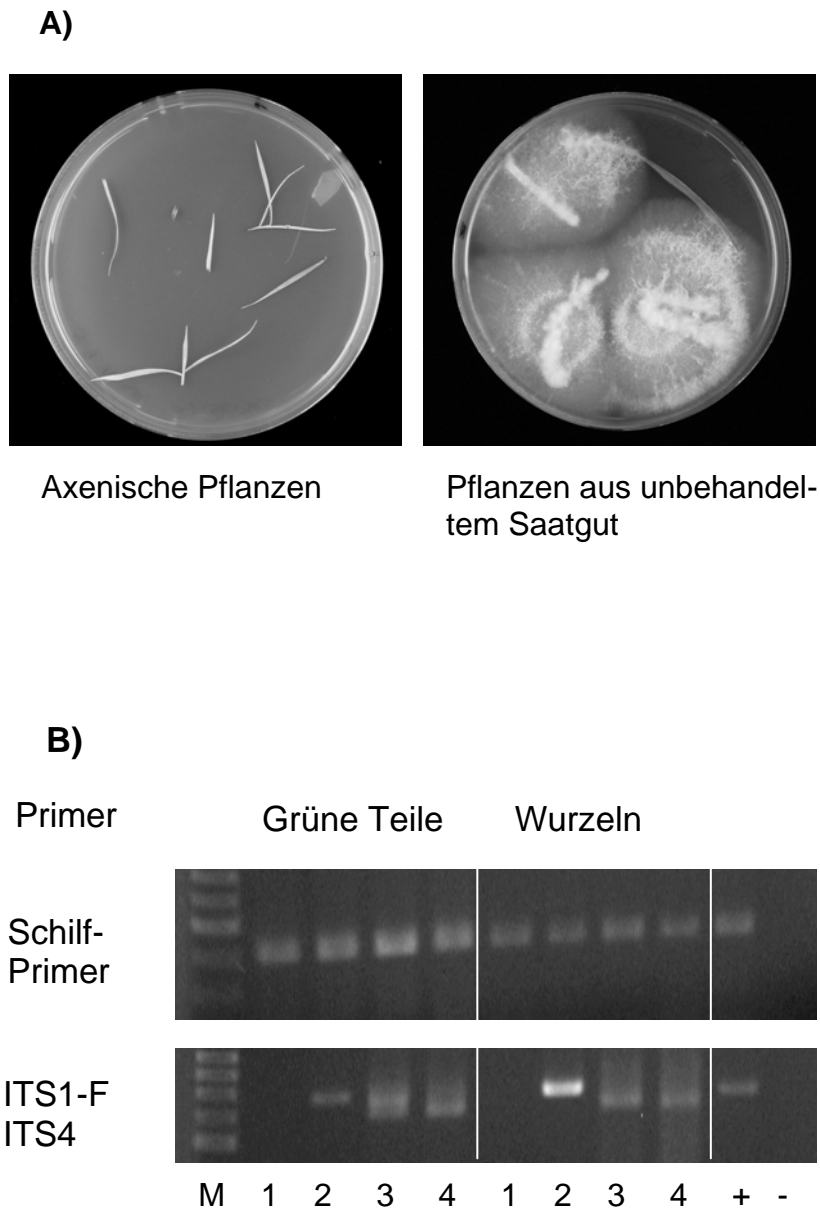 A)
Axenische Pflanzen
Pflanzen aus unbehandel-
tem Saatgut
B)
Primer
Grüne Teile
Wurzeln
Schilf-
Primer
ITS1-F
ITS4
M 1 2 3 4 1 2 3 4 + -